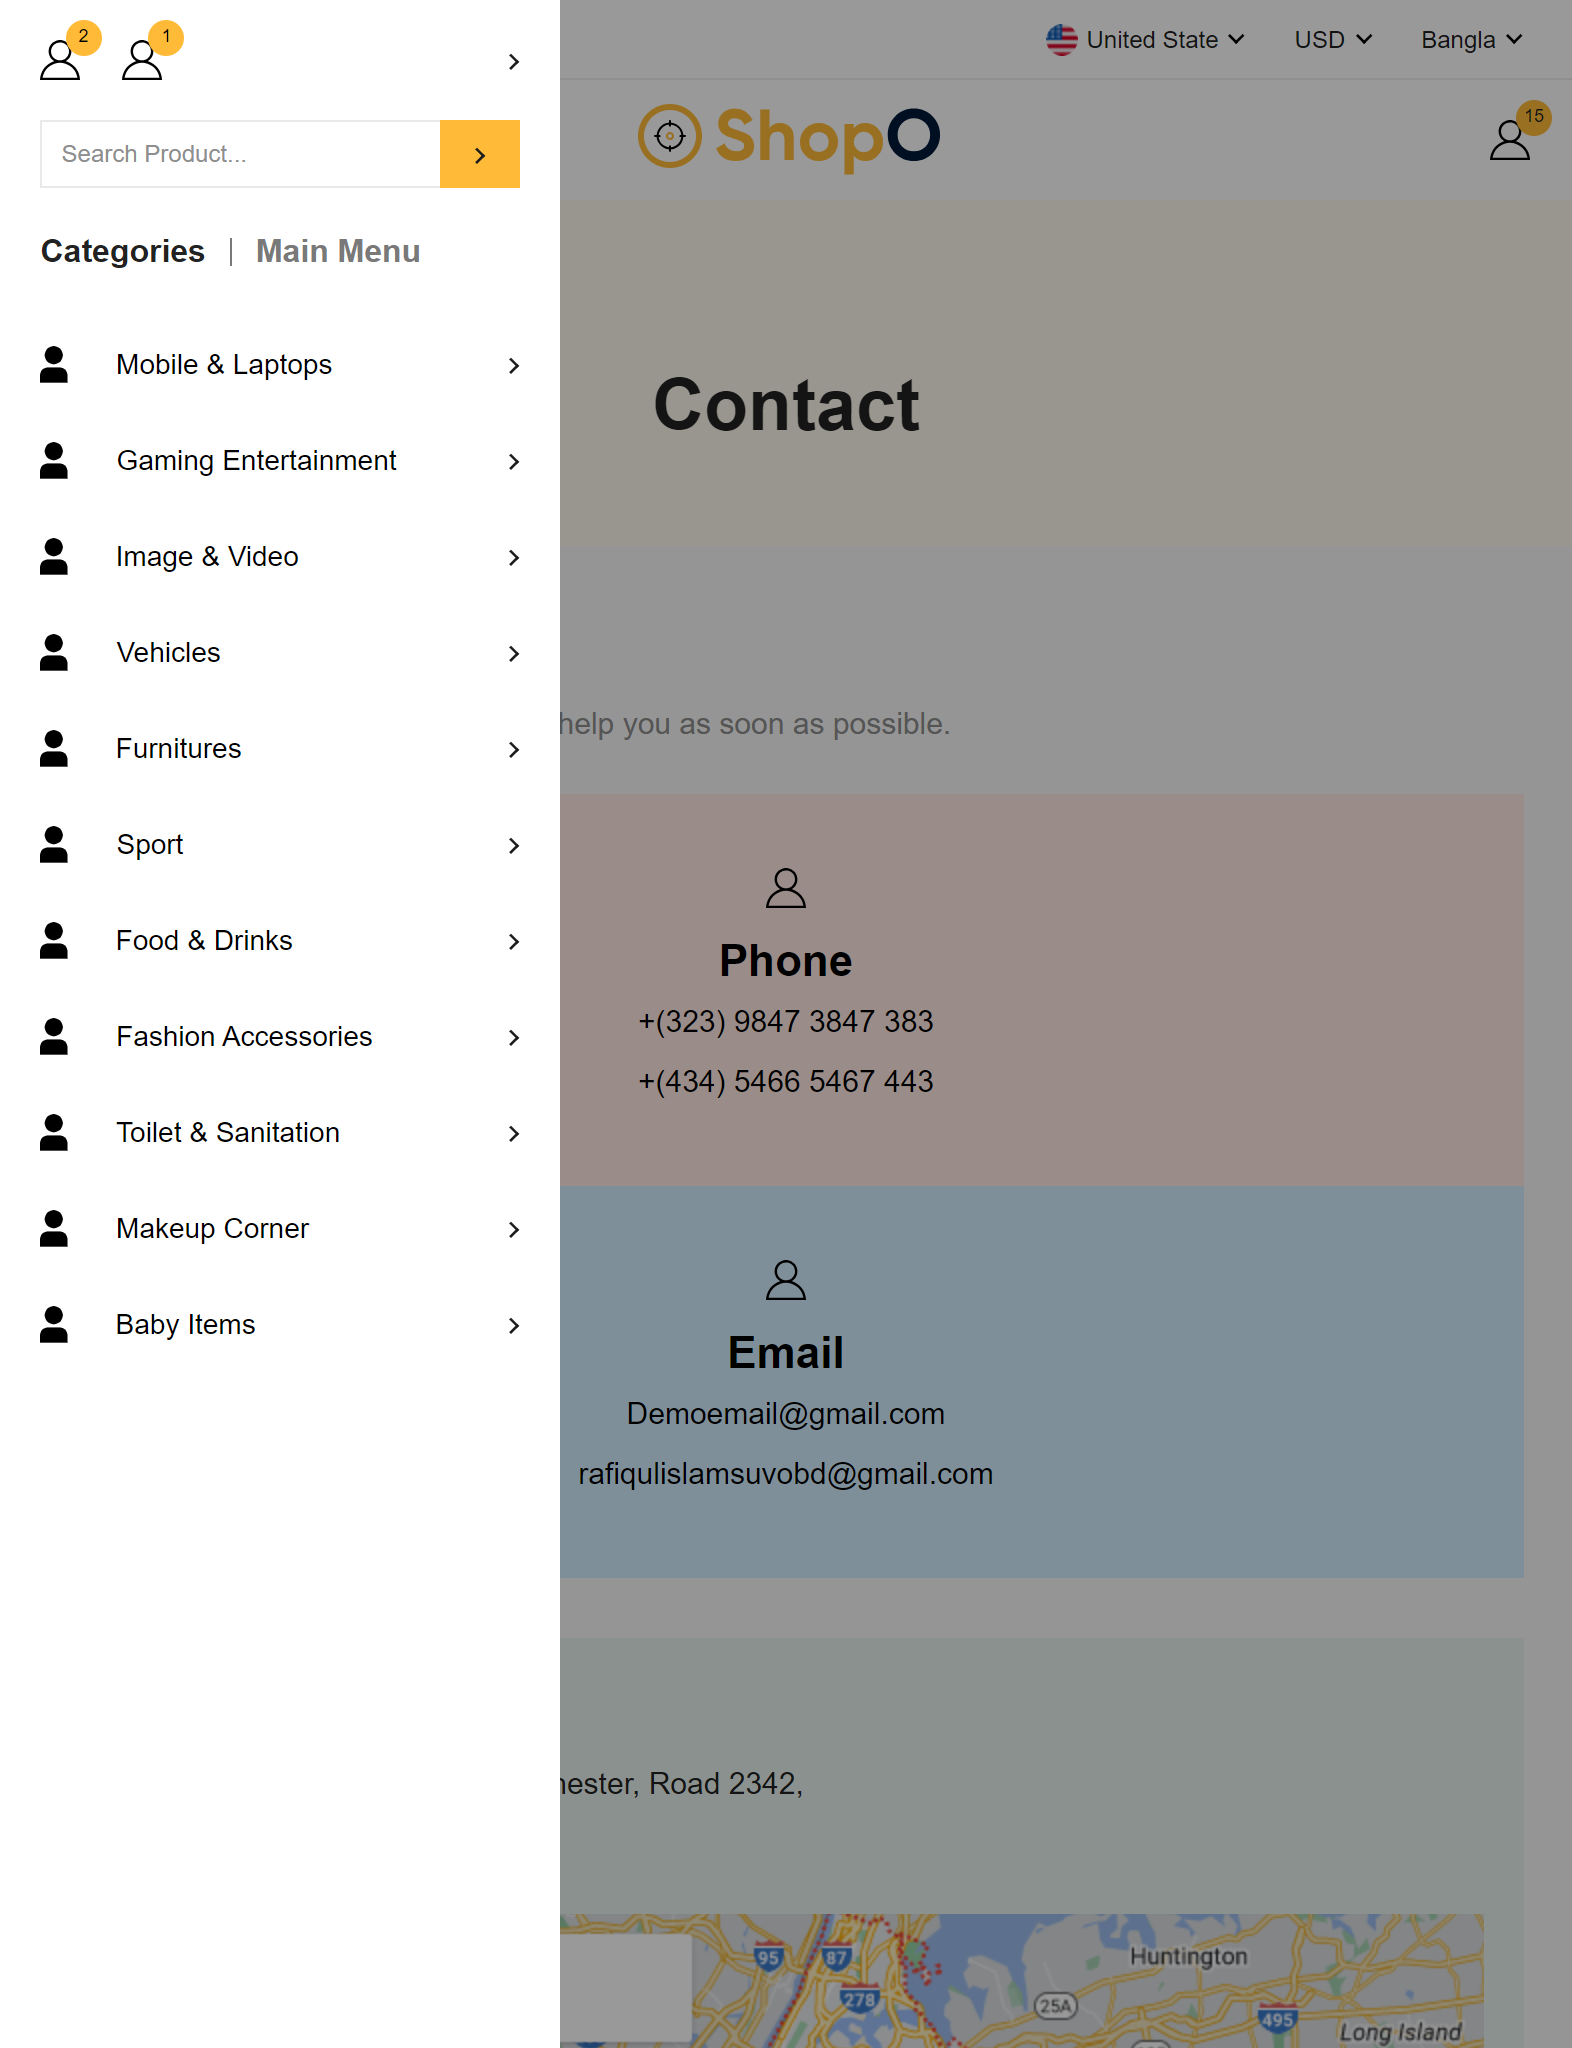 2
1
Search Product...
Categories
Main Menu
Mobile & Laptops
Gaming Entertainment
Image & Video
Vehicles
Furnitures
Sport
Food & Drinks
Fashion Accessories
Toilet & Sanitation
Makeup Corner
Baby Items
United State
USD
Bangla
ShopO
15
Contact
help you as soon as possible.
Phone
+(323) 9847 3847 383
+(434) 5466 5467 443
Email
Demoemail@gmail.com
rafiqulislamsuvobd@gmail.com
Road 2342,
95
87
Huntington
278
25A
495
Long Island